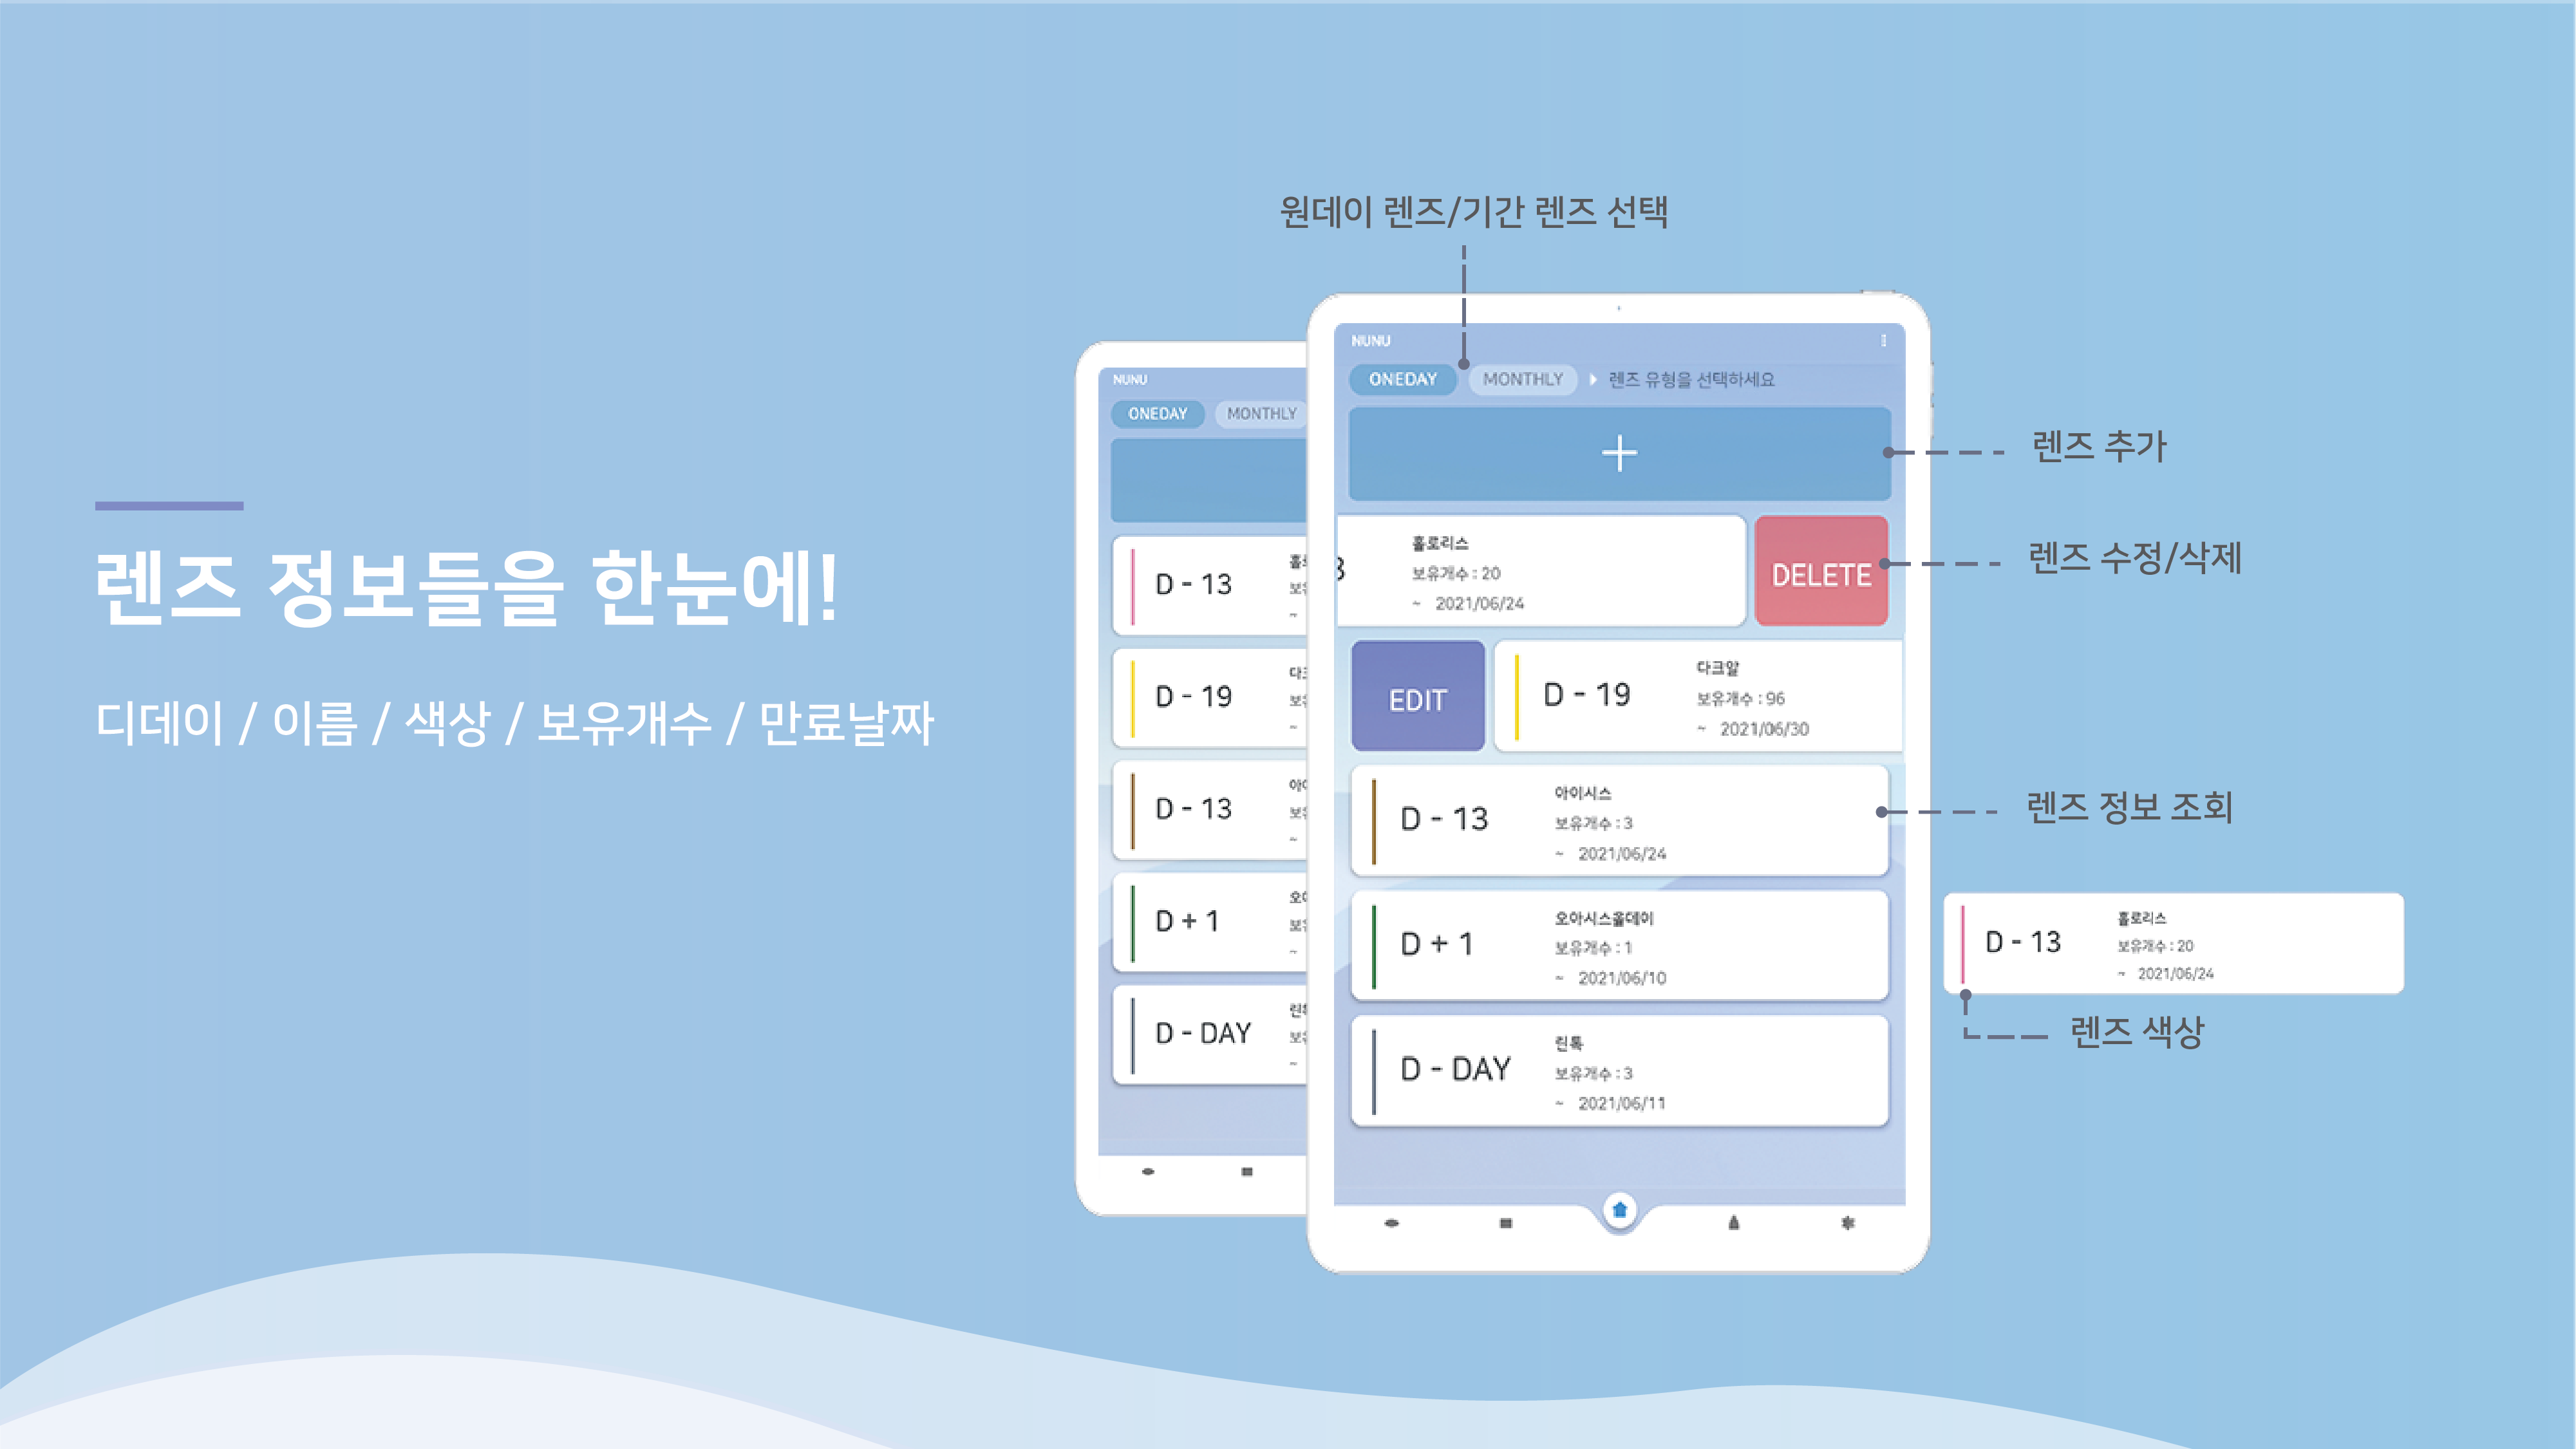 원데이 렌즈/기간 렌즈 선택
렌즈 정보들을 한눈에!
디데이 / 이름 / 색상 / 보유개수 / 만료날짜
NUNU
ONEDAY MONTHLY
D - 13
D - 19
D - 13
D + 1
D - DAY
NUNU
ONEDAY MONTHLY 렌즈 유형을 선택하세요
렌즈 추가
홀로리스
보유개수 : 20
~ 2021/06/24
DELETE
렌즈 수정/삭제
EDIT
D - 19
다크알
보유개수 : 96
~ 2021/06/30
D - 13
아이시스
보유개수 : 3
~ 2021/06/24
렌즈 정보 조회
D + 1
오아시스올데이
보유개수 : 1
~ 2021/06/10
D - DAY
린톡
보유개수 : 3
~ 2021/06/11
D - 13
홀로리스
보유개수 : 20
~ 2021/06/24
렌즈 색상